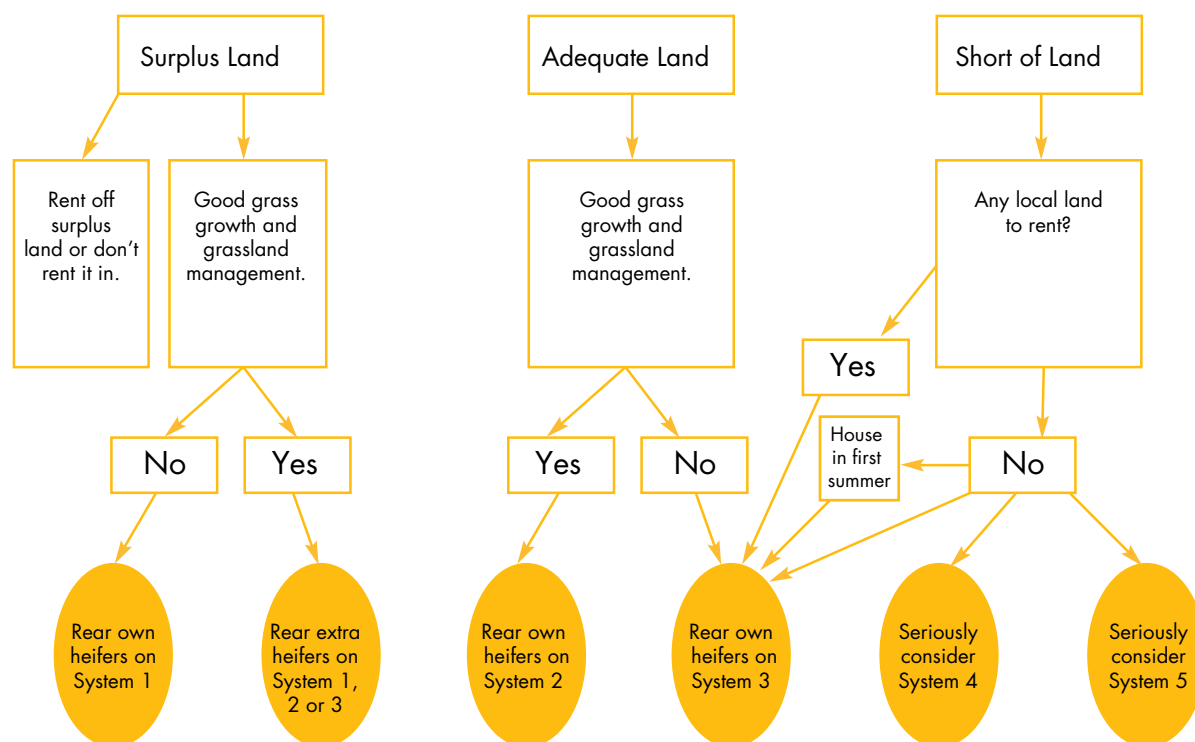 Surplus Land
Adequate Land
Short of Land
Rent off
surplus
land or don't
rent it in.
Good grass
growth and
grassland
management.
Good grass
growth and
grassland
management.
Any local land
to rent?
Yes
House
in first
summer
No
Yes
Yes
No
No
Rear own
heifers on
System 1
Rear extra
heifers on
System 1,
2 or 3
Rear own
heifers on
System 2
Rear own
heifers on
System 3
Seriously
consider
System 4
Seriously
consider
System 5